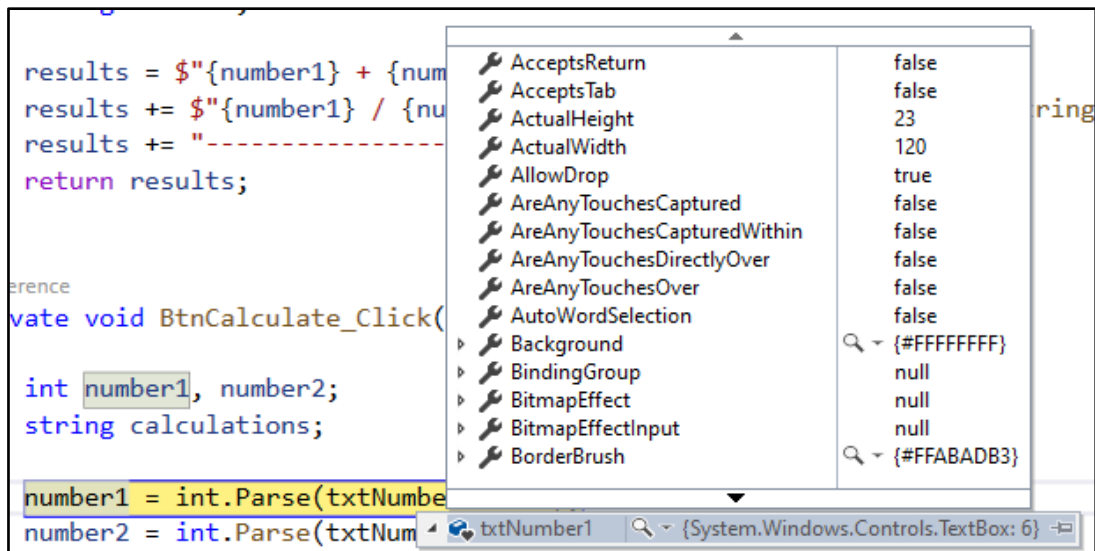 results = $"{number1} + {num
results += $"{number1} / {nu
ring
results += "----------------
return results;
erence
vate void BtnCalculate_Click(
int number1, number2;
string calculations;
number1 = int.Parse(txtNumbe
number2 = int.Parse(txtNum
AcceptsReturn false
AcceptsTab false
ActualHeight 23
ActualWidth 120
AllowDrop true
AreAnyTouchesCaptured false
AreAnyTouchesCapturedWithin false
AreAnyTouchesDirectlyOver false
AreAnyTouchesOver false
AutoWordSelection false
Background {#FFFFFFFF}
BindingGroup null
BitmapEffect null
BitmapEffectInput null
BorderBrush {#FFABADB3}
txtNumber1 {System.Windows.Controls.TextBox: 6}